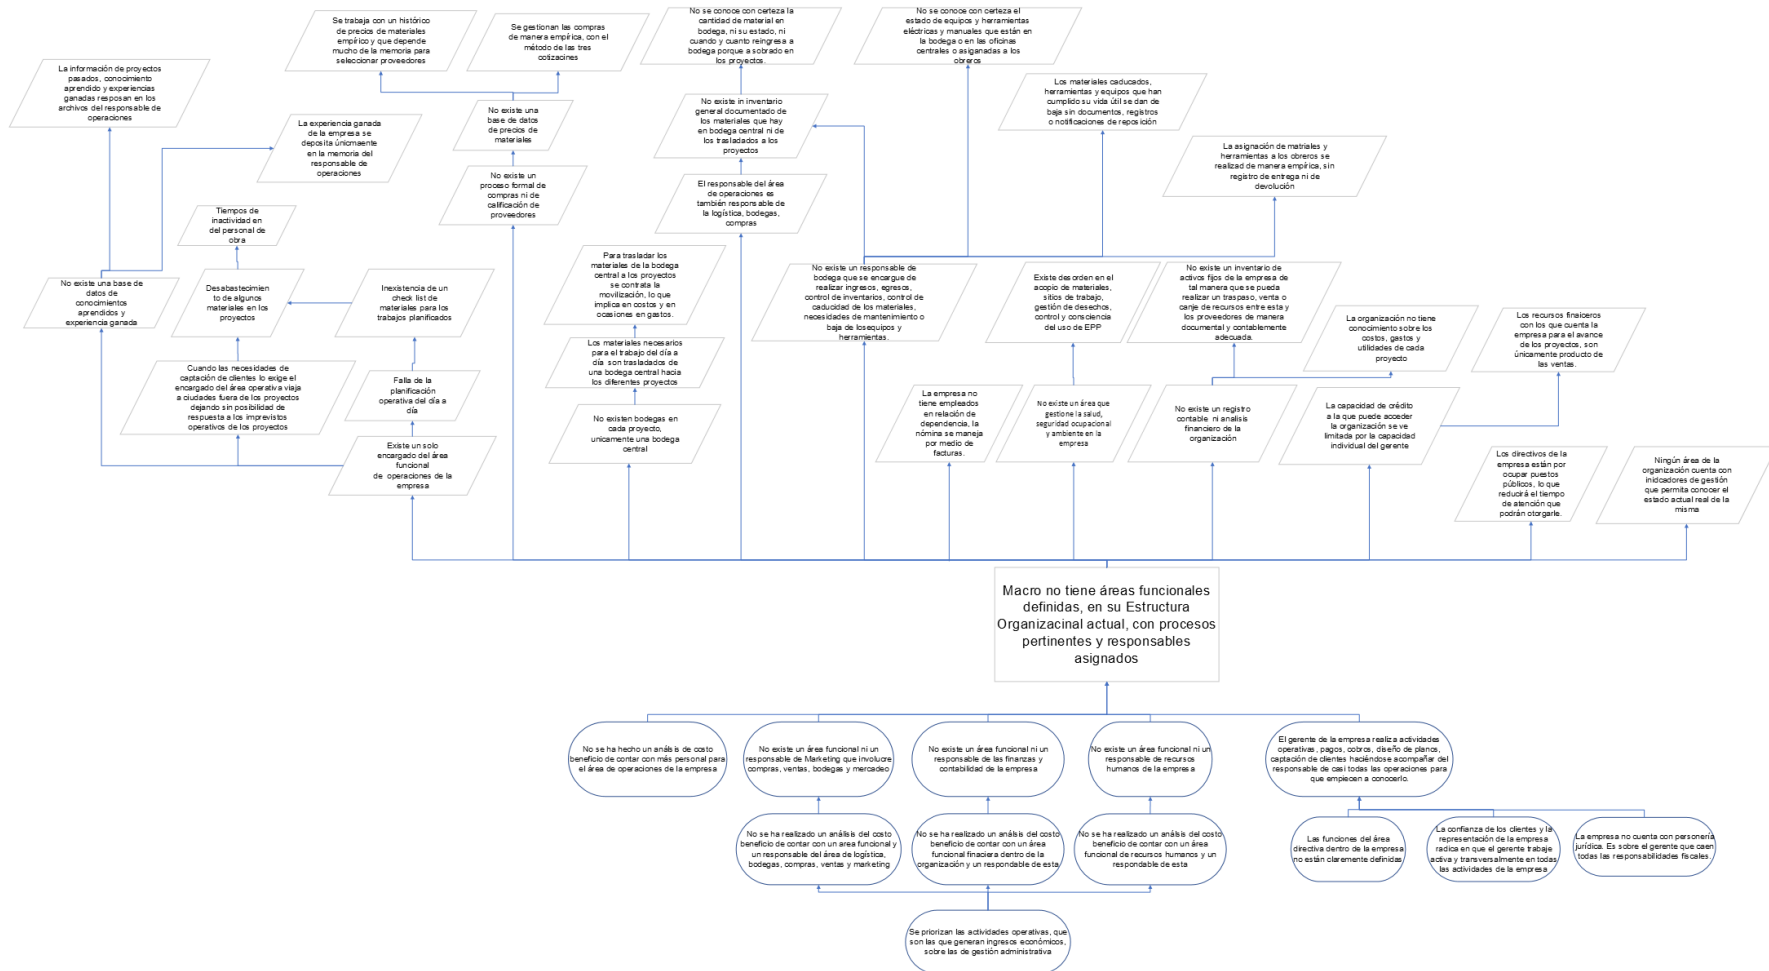 Se trabaja con un histórico
de precios de materiales
empírico y que depende
mucho de la memoria para
seleccionar proveedores
Se gestionan las compras
de manera empírica, con el
método de las tres
cotizacines
No se conoce con certeza la
cantidad de material en
bodega, ni su estado, ni
cuando y cuanto reingresa a
bodega porque a sobrado en
los proyectos.
No se conoce con certeza el
estado de equipos y herramientas
eléctricas y manuales que están en
la bodega o en las oficinas
centrales o asiganadas a los
obreros
La información de proyectos
pasados, conocimiento
aprendido y experiencias
ganadas resposan en los
archivos del responsable de
operaciones
Los materiales caducados,
herramientas y equipos que han
cumplido su vida útil se dan de
baja sin documentos, registros
o notificaciones de reposición
No existe una
base de datos
de precios de
materiales
No existe in inventario
general documentado de
los materiales que hay
en bodega central ni de
los trasladados a los
proyectos
La experiencia ganada
de la empresa se
deposita únicmaente
en la memoria del
responsable de
operaciones
La asignación de matriales y
herramientas a los obreros se
realizad de manera empírica, sin
registro de entrega ni de
devolución
No existe un
proceso formal de
compras ni de
calificación de
proveedores
El responsable del área
de operaciones es
también responsable de
la logística, bodegas,
compras
Tiempos de
inactividad en
del personal de
obra
Para trasladar los
materiales de la bodega
central a los proyectos
se contrata la
movilización, lo que
implica en costos y en
ocasiones en gastos.
No existe un responsable de
bodega que se encargue de
realizar ingresos, egresos,
control de inventarios, control de
caducidad de los materiales,
necesidades de mantenimiento o
baja de losequipos y
herramientas.
Existe desorden en el
acopio de materiales,
sitios de trabajo,
gestión de desechos,
control y consciencia
del uso de EPP
No existe un inventario de
activos fijos de la empresa de
tal manera que se pueda
realizar un traspaso, venta o
canje de recursos entre esta y
los proveedores de manera
documental y contablemente
adecuada.
No existe una base de
datos de
conocimientos
aprendidos y
experiencia ganada
Desabastecimien
to de algunos
materiales en los
proyectos
Inexistencia de un
check list de
materiales para los
trabajos planificados
La organización no tiene
conocimiento sobre los
costos, gastos y
utilidades de cada
proyecto
Los recursos finaiceros
con los que cuenta la
empresa para el avance
de los proyectos, son
únicamente producto de
las ventas.
Los materiales necesarios
para el trabajo del día a
día son trasladados de
una bodega central hacia
los diferentes proyectos
Cuando las necesidades de
captación de clientes lo exige el
encargado del área operativa viaja
a ciudades fuera de los proyectos
dejando sin posibilidad de
respuesta a los imprevistos
operativos de los proyectos
Falla de la
planificación
operativa del día a
día
No existen bodegas en
cada proyecto,
unicamente una bodega
central
La empresa no
tiene empleados
en relación de
dependencia, la
nómina se maneja
por medio de
facturas.
No existe un área que
gestione la salud,
seguridad ocupacional
y ambiente en la
empresa
No existe un registro
contable ni analisis
financiero de la
organización
La capacidad de crédito
a la que puede acceder
la organización se ve
limitada por la capacidad
individual del gerente
Existe un solo
encargado del área
funcional
de operaciones de la
empresa
Los directivos de la
empresa están por
ocupar puestos
públicos, lo que
reducirá el tiempo
de atención que
podrán otorgarle.
Ningún área de la
organización cuenta con
inidcadores de gestión
que permita conocer el
estado actual real de la
misma
Macro no tiene áreas funcionales
definidas, en su Estructura
Organizacinal actual, con procesos
pertinentes y responsables
asignados
No se ha hecho un análsis de costo
beneficio de contar con más personal para
el área de operaciones de la empresa
No existe un área funcional ni un
responsable de Marketing que involucre
compras, ventas, bodegas y mercadeo
No existe un área funcional ni un
responsable de las finanzas y
contabilidad de la empresa
No existe un área funcional ni un
responsable de recursos
humanos de la empresa
El gerente de la empresa realiza actividades
operativas, pagos, cobros, diseño de planos,
captación de clientes haciéndose acompañar del
responsable de casi todas las operaciones para
que empiecen a conocerlo.
No se ha realizado un análisis del costo
beneficio de contar con un area funcional y
un responsable del área de logística,
bodegas, compras, ventas y marketing
No se ha realizado un análisis del costo
beneficio de contar con un área
funcional finaciera dentro de la
organización y un respondable de esta
No se ha realizado un análisis del costo
beneficio de contar con un área
funcional de recursos humanos y un
respondable de esta
Las funciones del área
directiva dentro de la empresa
no están claramente definidas
La confianza de los clientes y la
representación de la empresa
radica en que el gerente trabaje
activa y transversalmente en todas
las actividades de la empresa
La empresa no cuenta con personería
jurídica. Es sobre el gerente que caen
todas las responsabilidades fiscales.
Se priorizan las actividades operativas, que
son las que generan ingresos económicos,
sobre las de gestión administrativa